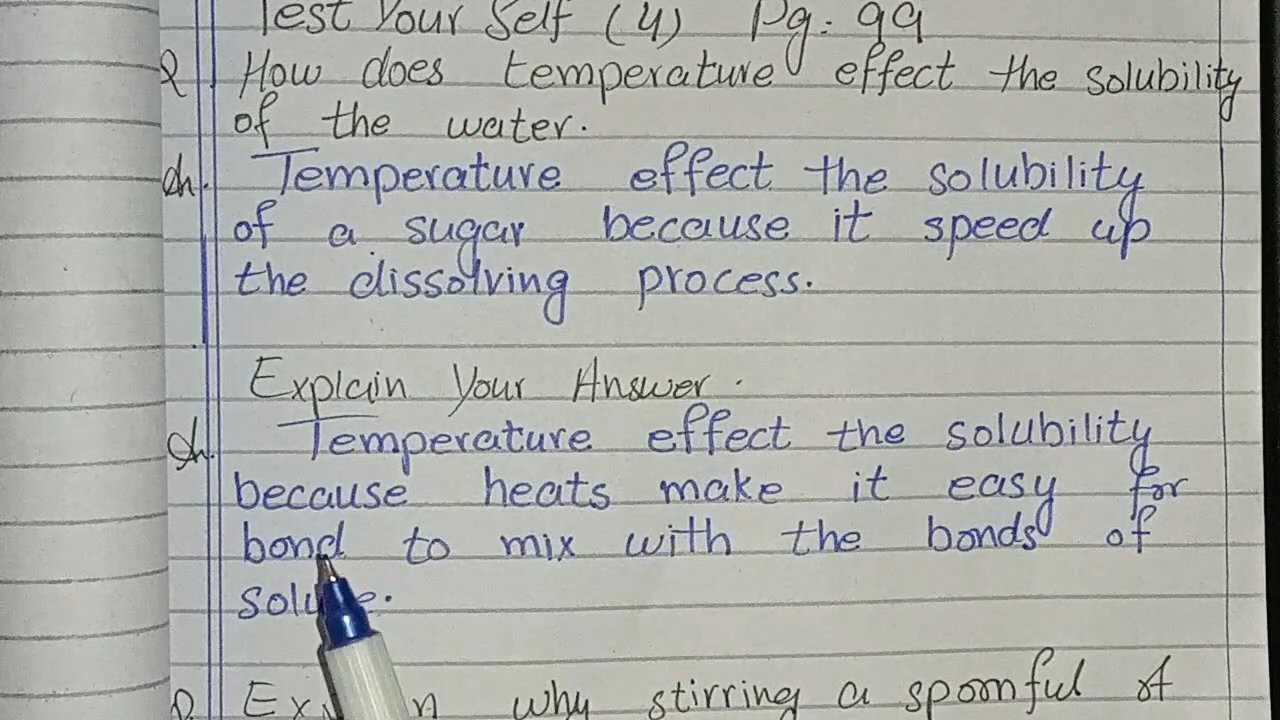 Test Your Self (4) Pg: 99
Q How does temperature effect the solubility
of the water.
Temperature effect the solubility
of a sugar because it speed up
the dissolving process.
Explain Your Answer.
Temperature effect the solubility
because heats make it easy for
bond to mix with the bonds of
Q why stirring a spoonful of